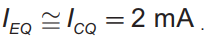 I_EQ ≅ I_CQ = 2 mA .